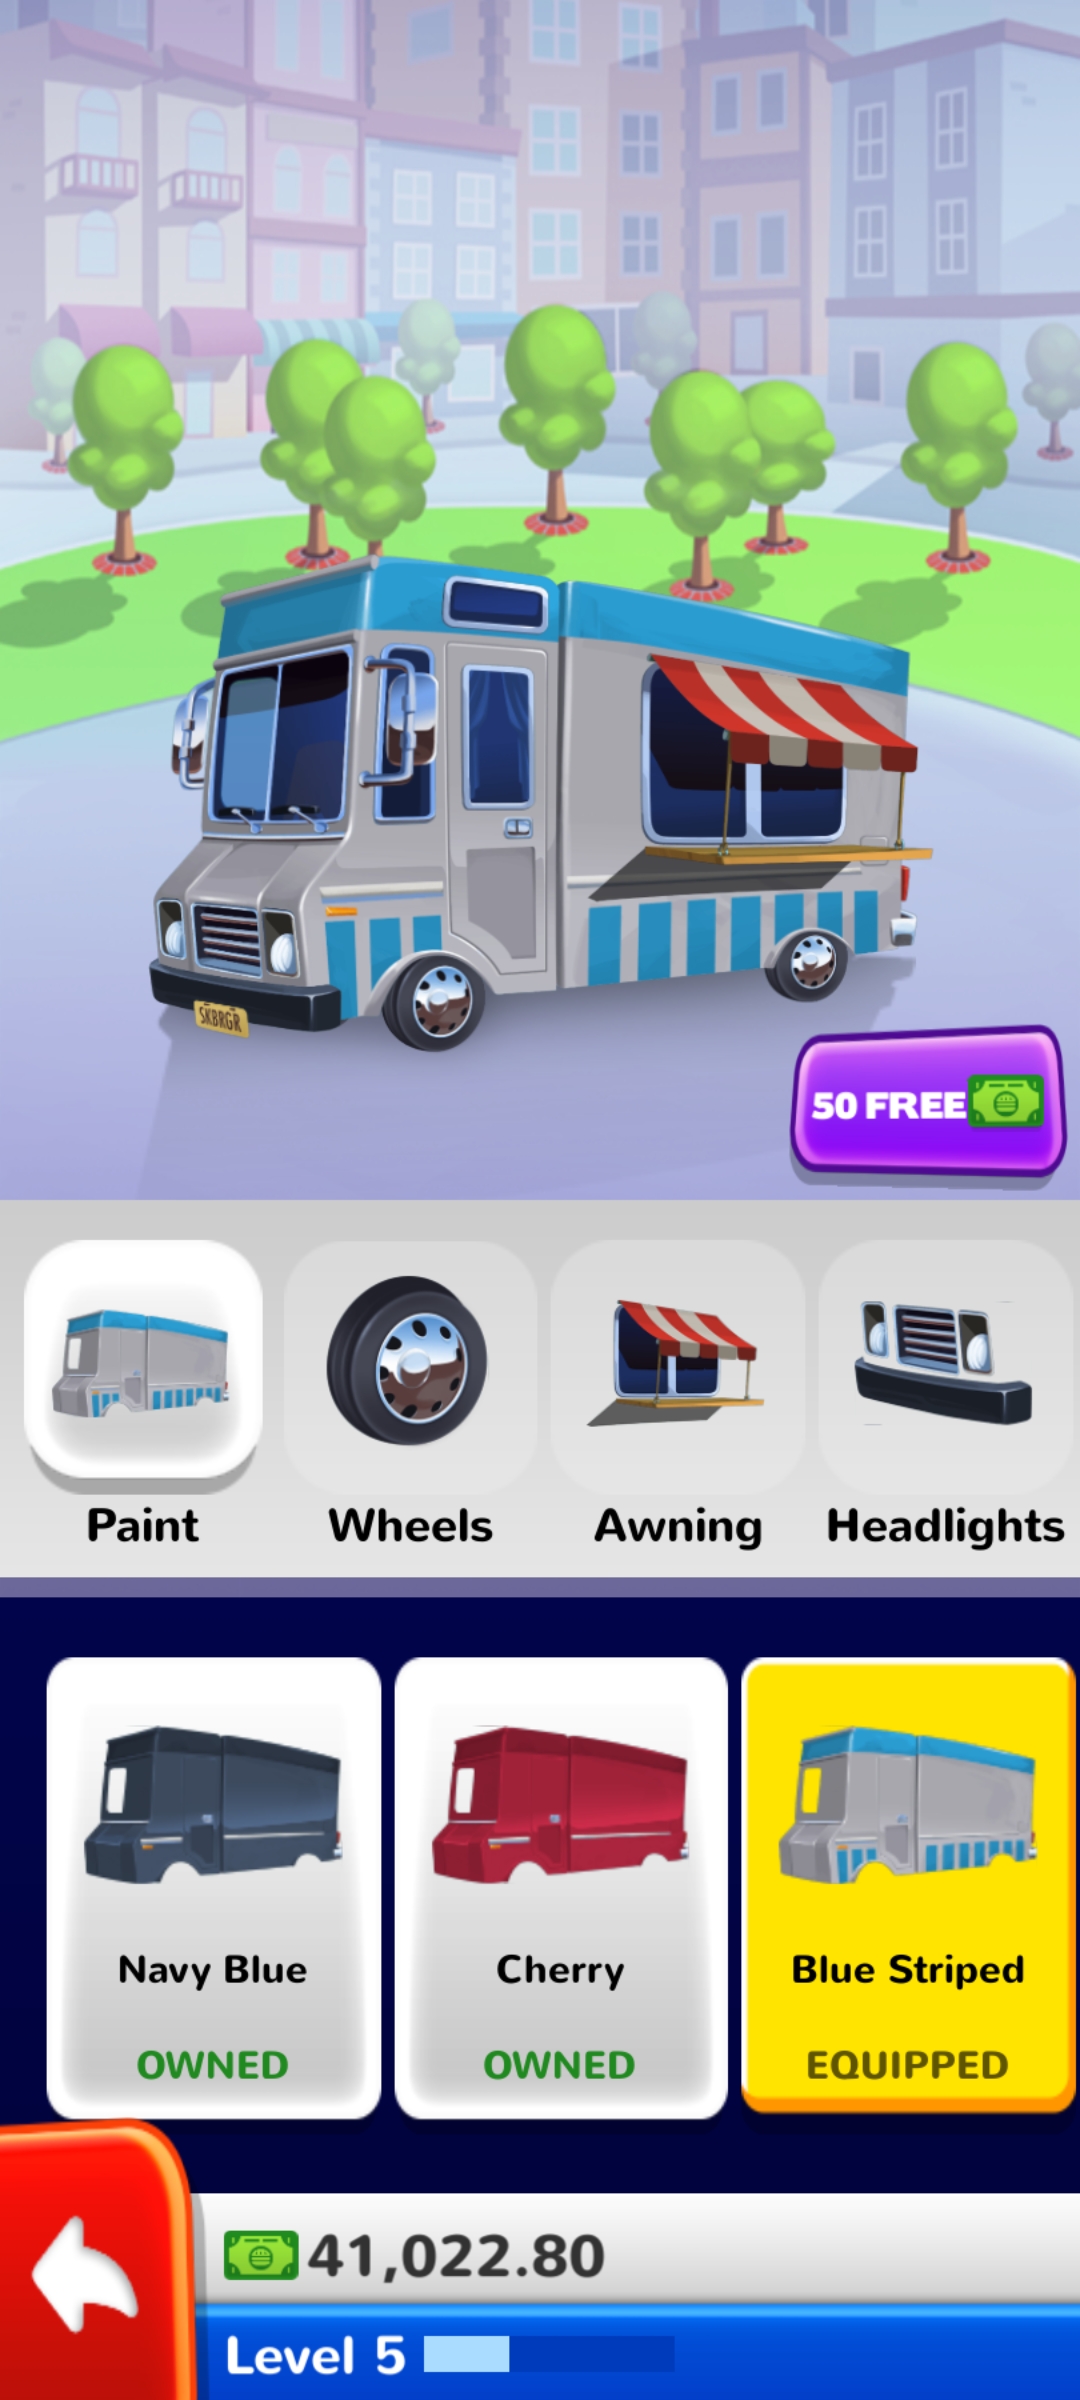 SKBRGR
50 FREE
Paint
Wheels
Awning
Headlights
Navy Blue
Cherry
Blue Striped
OWNED
OWNED
EQUIPPED
41,022.80
Level 5